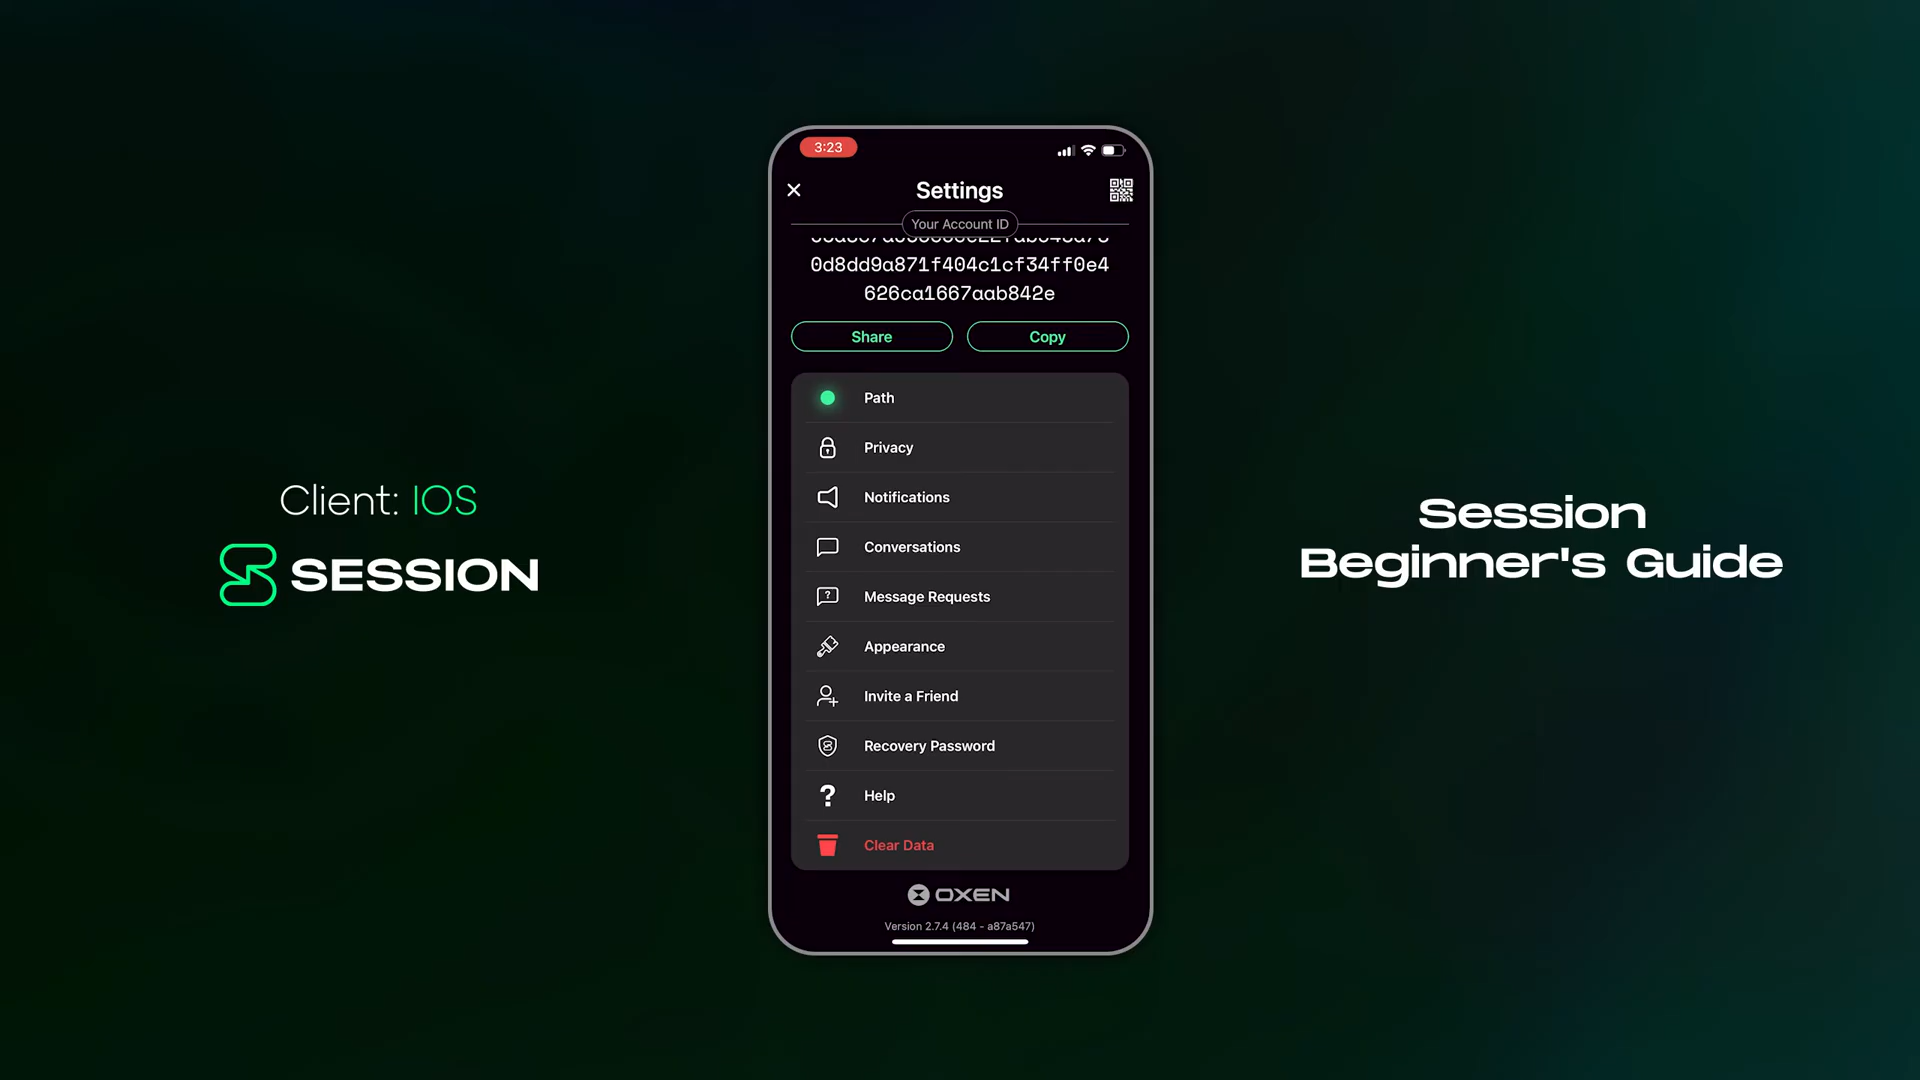 3:23
Settings
Your Account ID
0d8dd9a871f404c1cf34ff0e4
626ca1667aab842e
Share
Copy
Path
Privacy
Notifications
Conversations
Message Requests
Appearance
Invite a Friend
Recovery Password
Help
Clear Data
OXEN
Version 2.7.4 (484 - a87a547)
Client: IOS
SESSION
Session
Beginner's Guide